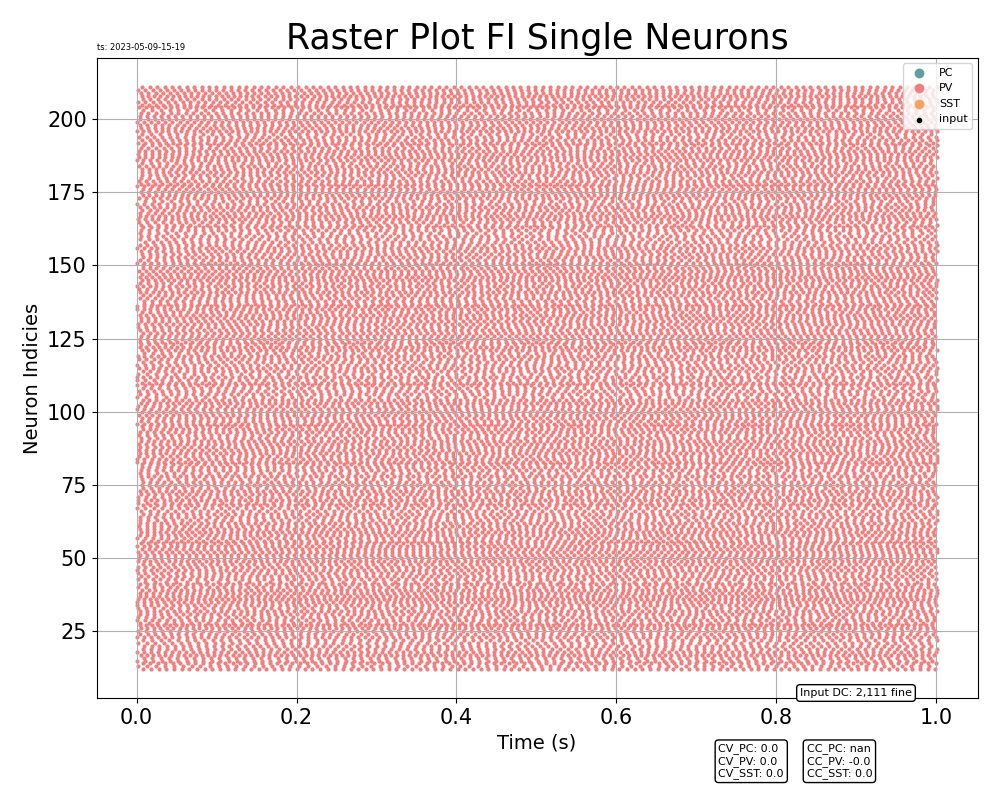 Raster Plot FI Single Neurons
ts: 2023-05-09-15-19
PC
PV
SST
input
200
175
150
125
100
75
50
25
Neuron Indicies
Input DC: 2,111 fine
0.0 0.2 0.4 0.6 0.8 1.0
Time (s)
CV_PC: 0.0
CV_PV: 0.0
CV_SST: 0.0
CC_PC: nan
CC_PV: -0.0
CC_SST: 0.0